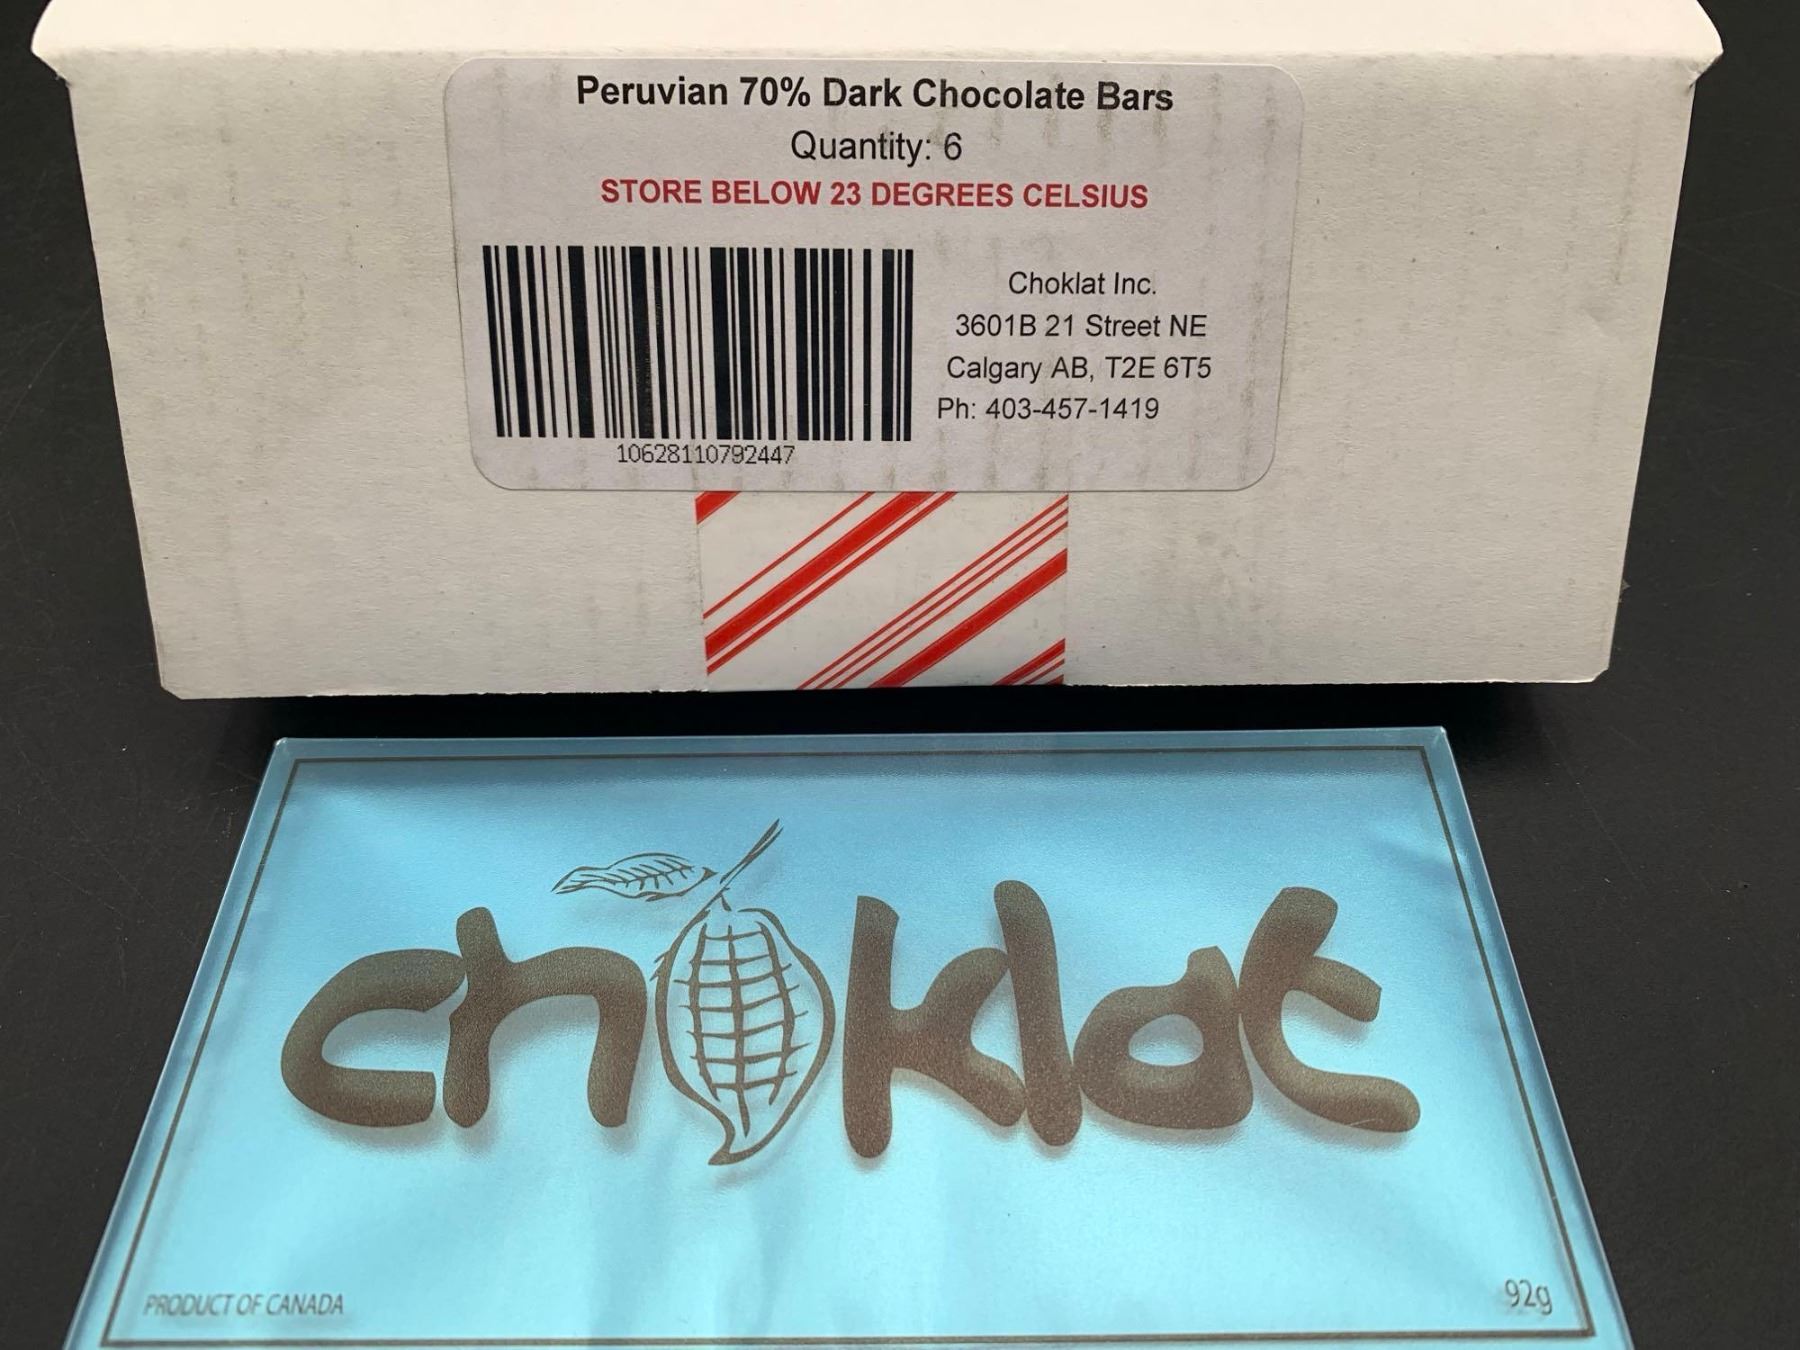 Peruvian 70% Dark Chocolate Bars
Quantity: 6
STORE BELOW 23 DEGREES CELSIUS
Choklat Inc.
3601B 21 Street NE
Calgary AB, T2E 6T5
Ph: 403-457-1419
10628110792447
choklat
PRODUCT OF CANADA
92g